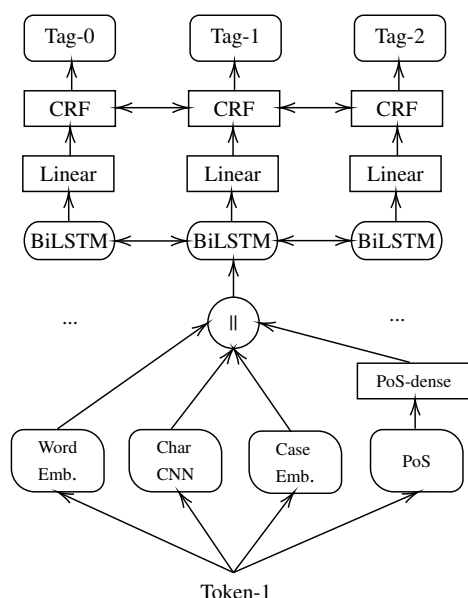 Tag-0 Tag-1 Tag-2
CRF CRF CRF
Linear Linear Linear
BiLSTM BiLSTM BiLSTM
... || ...
PoS-dense
Word Char Case PoS
Emb. CNN Emb.
Token-1